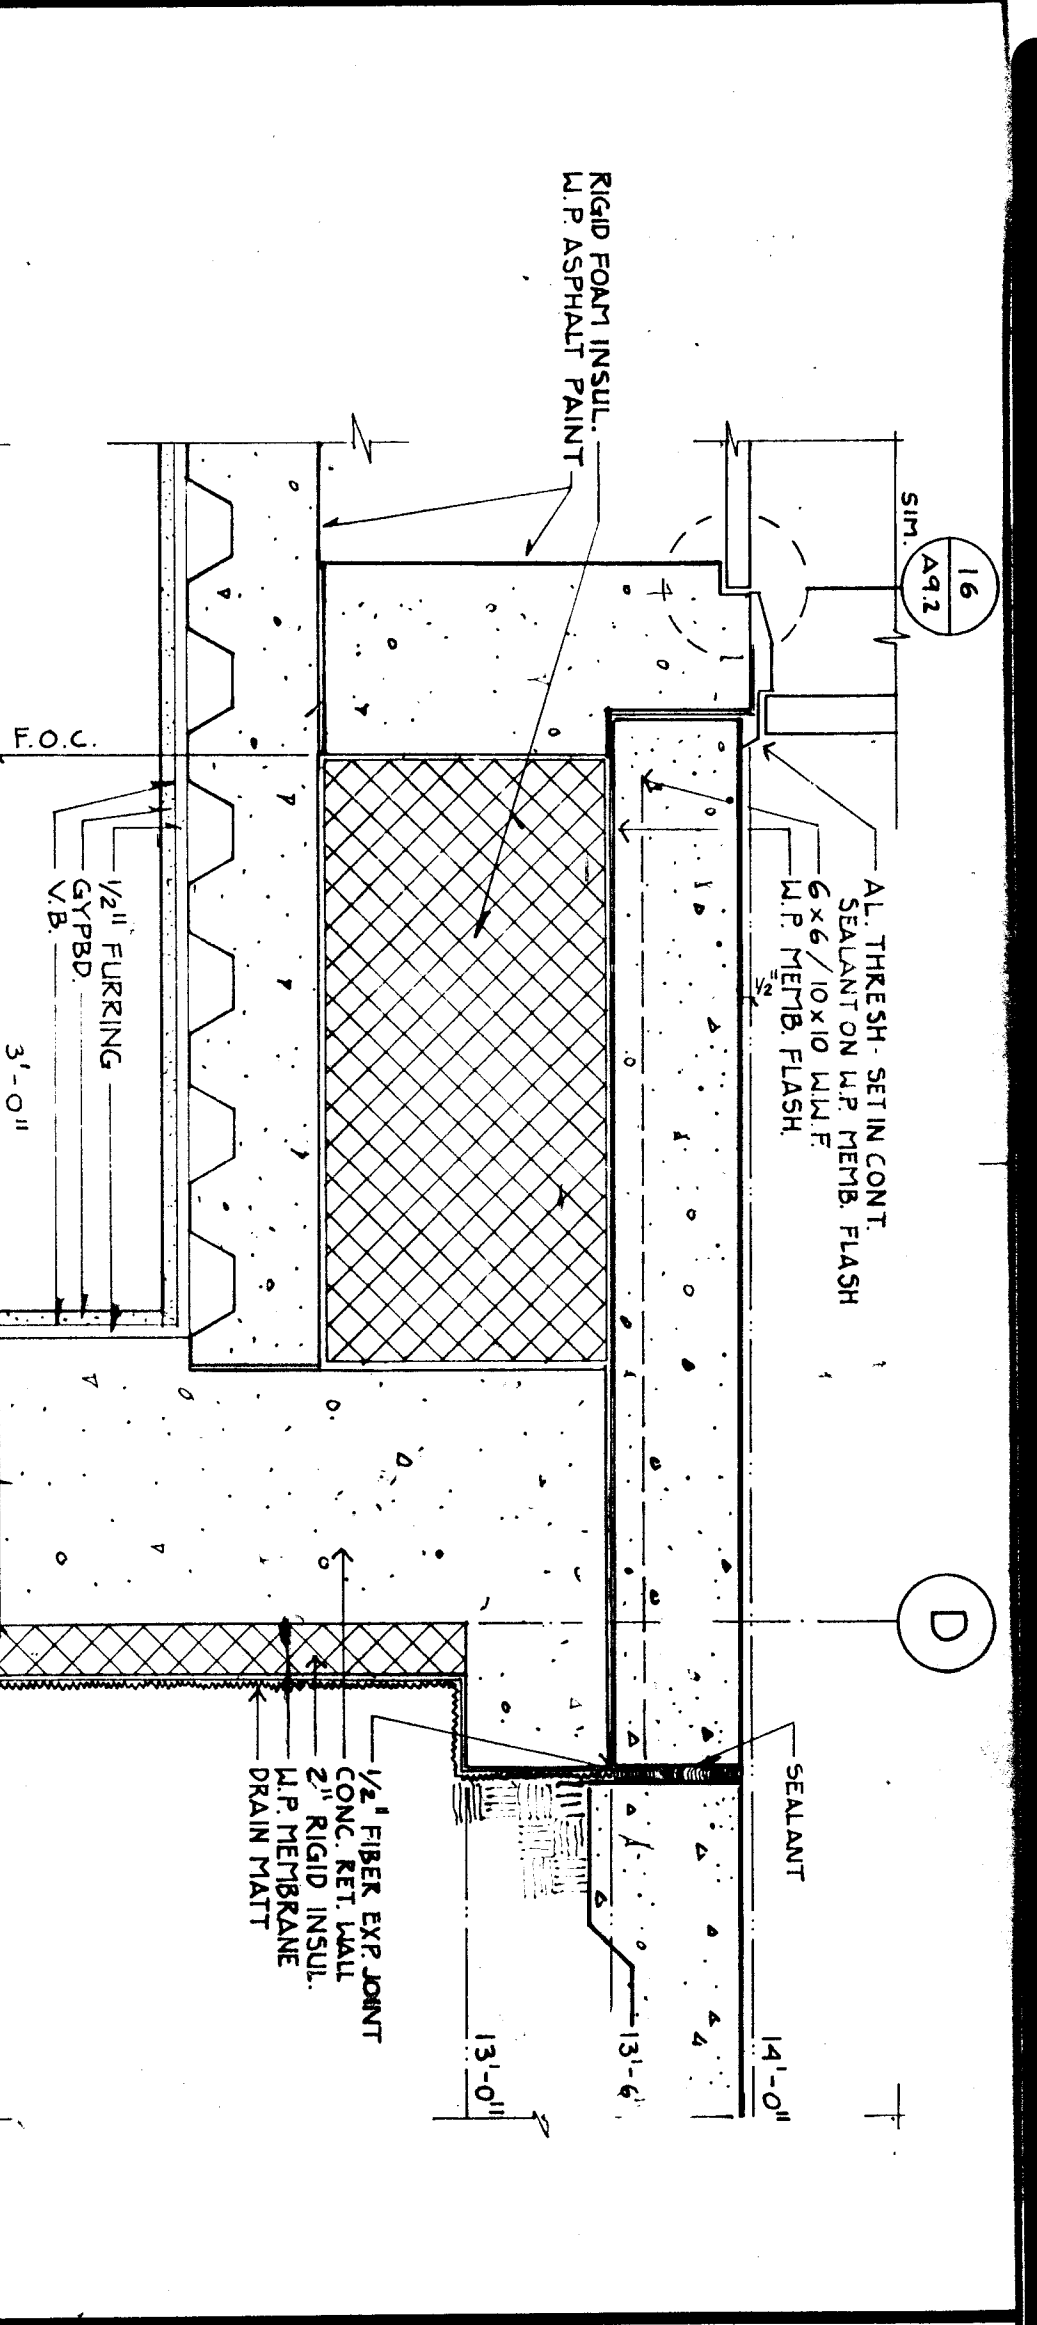 SIM.
16
A9.2
D
AL. THRESH- SET IN CONT.
SEALANT ON W.P. MEMB. FLASH
6x6/10x10 W.W.F.
W.P. MEMB. FLASH.
1/2"
RIGID FOAM INSUL.
W.P. ASPHALT PAINT
SEALANT
14'-0"
13'-6"
13'-0"
1/2" FIBER EXP. JOINT
CONC. RET. WALL
2" RIGID INSUL.
W.P. MEMBRANE
DRAIN MATT
F.O.C.
1/2" FURRING
GYPBD.
V.B.
3'-0"